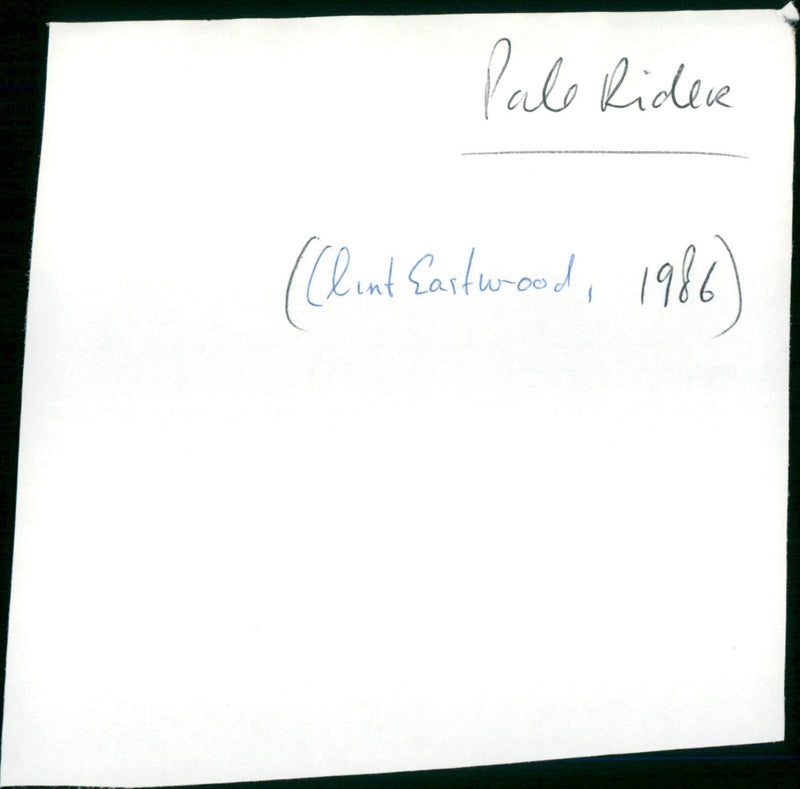 Pale Rider
(Clint Eastwood, 1986)